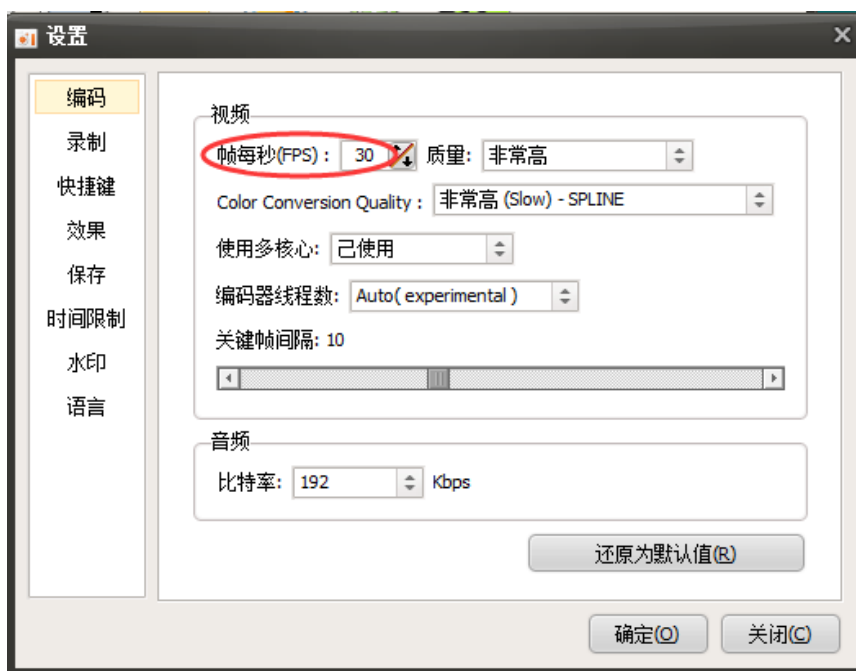 设置
编码
录制
快捷键
效果
保存
时间限制
水印
语言
视频
帧每秒(FPS) : 30 质量: 非常高
Color Conversion Quality : 非常高 (Slow) - SPLINE
使用多核心: 己使用
编码器线程数: Auto( experimental )
关键帧间隔: 10
音频
比特率: 192 Kbps
还原为默认值(R)
确定(O) 关闭(C)